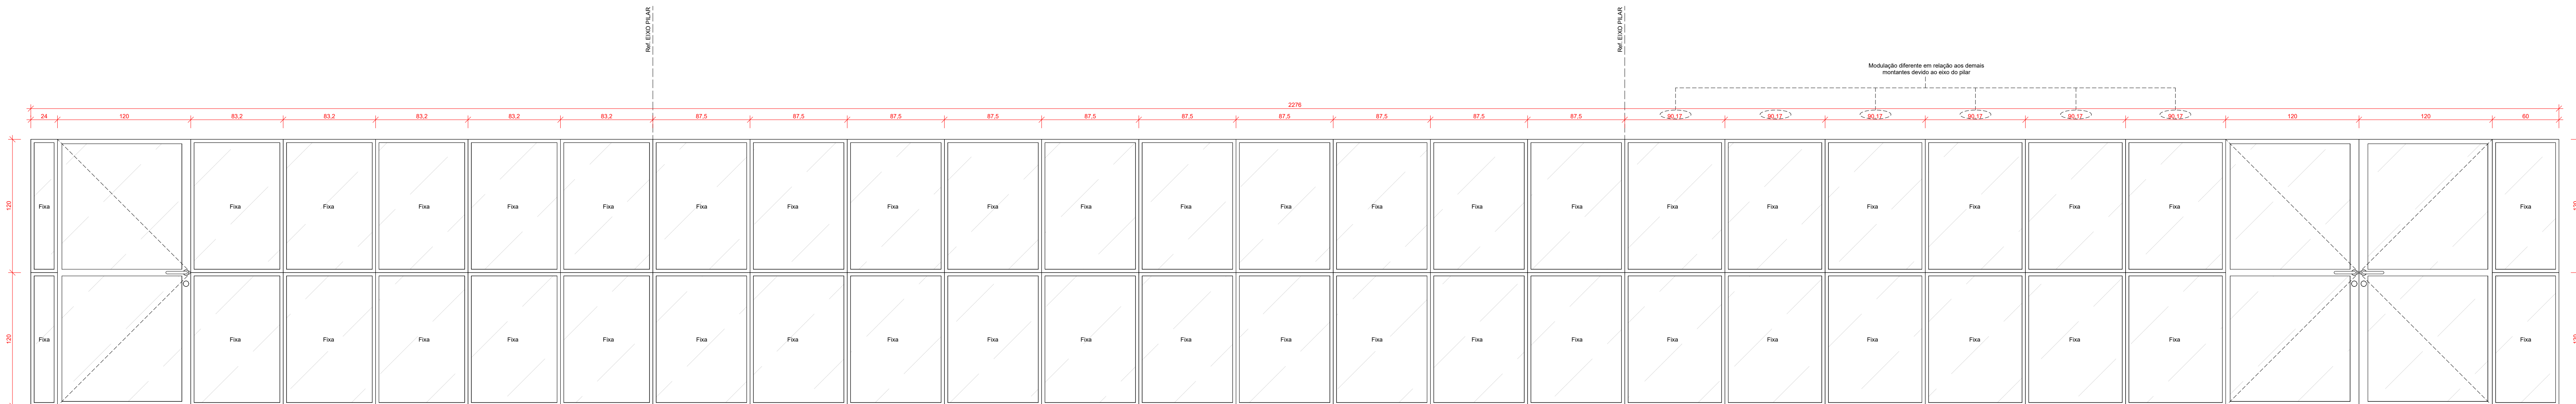 Ref. EIXO PILAR
Ref. EIXO PILAR
Modulação diferente em relação aos demais
montantes devido ao eixo do pilar
2276
24 120 83,2 83,2 83,2 83,2 83,2 87,5 87,5 87,5 87,5 87,5 87,5 87,5 87,5 87,5 87,5 90,17 90,17 90,17 90,17 90,17 90,17 120 120 60
120 Fixa Fixa Fixa Fixa Fixa Fixa Fixa Fixa Fixa Fixa Fixa Fixa Fixa Fixa Fixa Fixa Fixa Fixa Fixa Fixa Fixa Fixa Fixa 120
120 Fixa Fixa Fixa Fixa Fixa Fixa Fixa Fixa Fixa Fixa Fixa Fixa Fixa Fixa Fixa Fixa Fixa Fixa Fixa Fixa Fixa Fixa Fixa 120